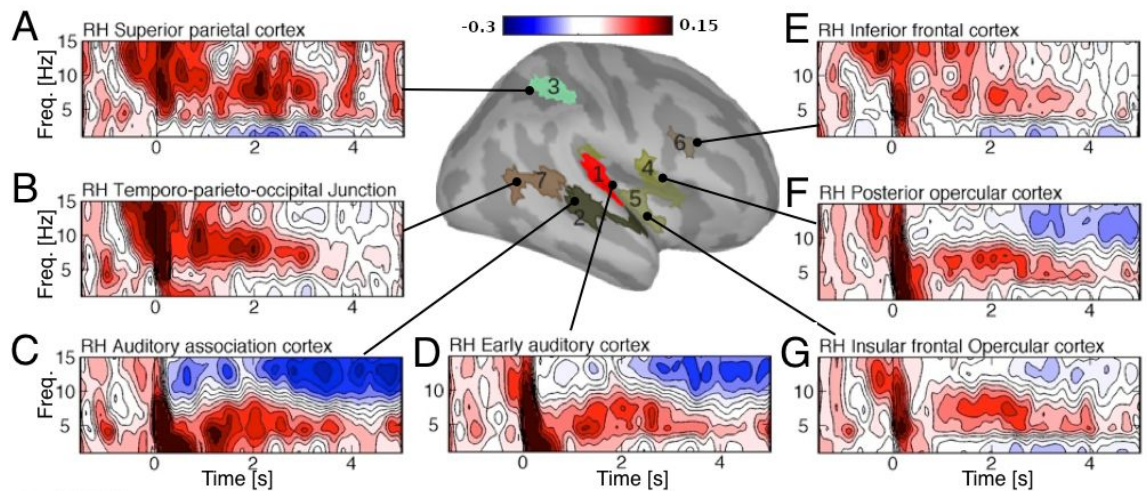 A
RH Superior parietal cortex
15
10
5
Freq. [Hz]
0
2
4
-0.3
0.15
E
RH Inferior frontal cortex
15
10
5
0
2
4
B
RH Temporo-parieto-occipital Junction
15
10
5
Freq. [Hz]
0
2
4
3
6
7
1
4
5
2
F
RH Posterior opercular cortex
15
10
5
0
2
4
C
RH Auditory association cortex
15
10
5
Freq.
0
2
4
Time [s]
D
RH Early auditory cortex
15
10
5
0
2
4
Time [s]
G
RH Insular frontal Opercular cortex
15
10
5
0
2
4
Time [s]